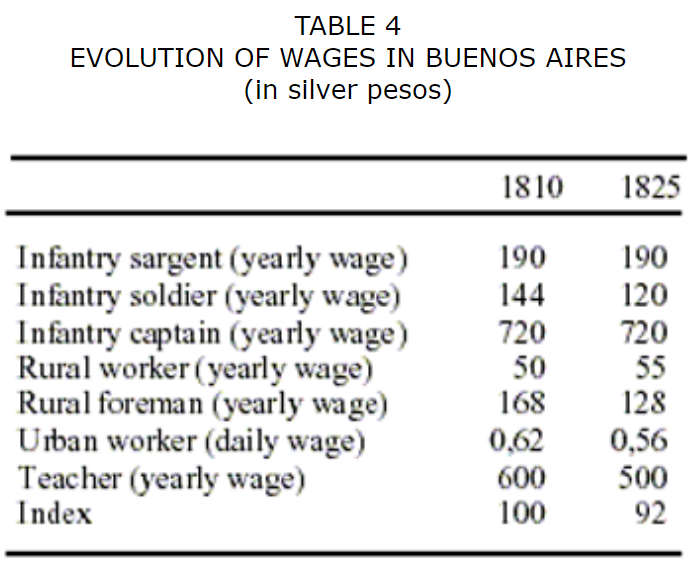 TABLE 4
EVOLUTION OF WAGES IN BUENOS AIRES
(in silver pesos)
1810 1825
Infantry sargent (yearly wage) 190 190
Infantry soldier (yearly wage) 144 120
Infantry captain (yearly wage) 720 720
Rural worker (yearly wage) 50 55
Rural foreman (yearly wage) 168 128
Urban worker (daily wage) 0,62 0,56
Teacher (yearly wage) 600 500
Index 100 92